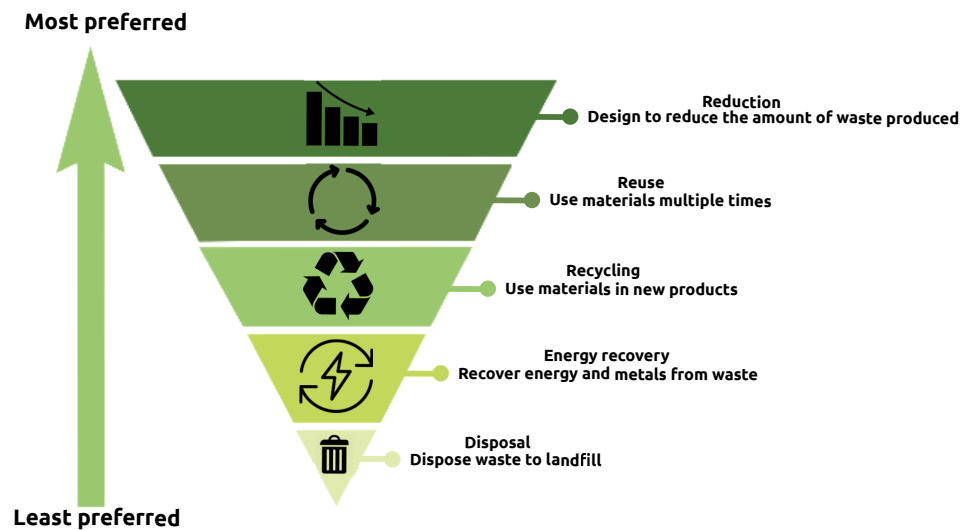 Most preferred
Reduction
Design to reduce the amount of waste produced
Reuse
Use materials multiple times
Recycling
Use materials in new products
Energy recovery
Recover energy and metals from waste
Disposal
Dispose waste to landfill
Least preferred